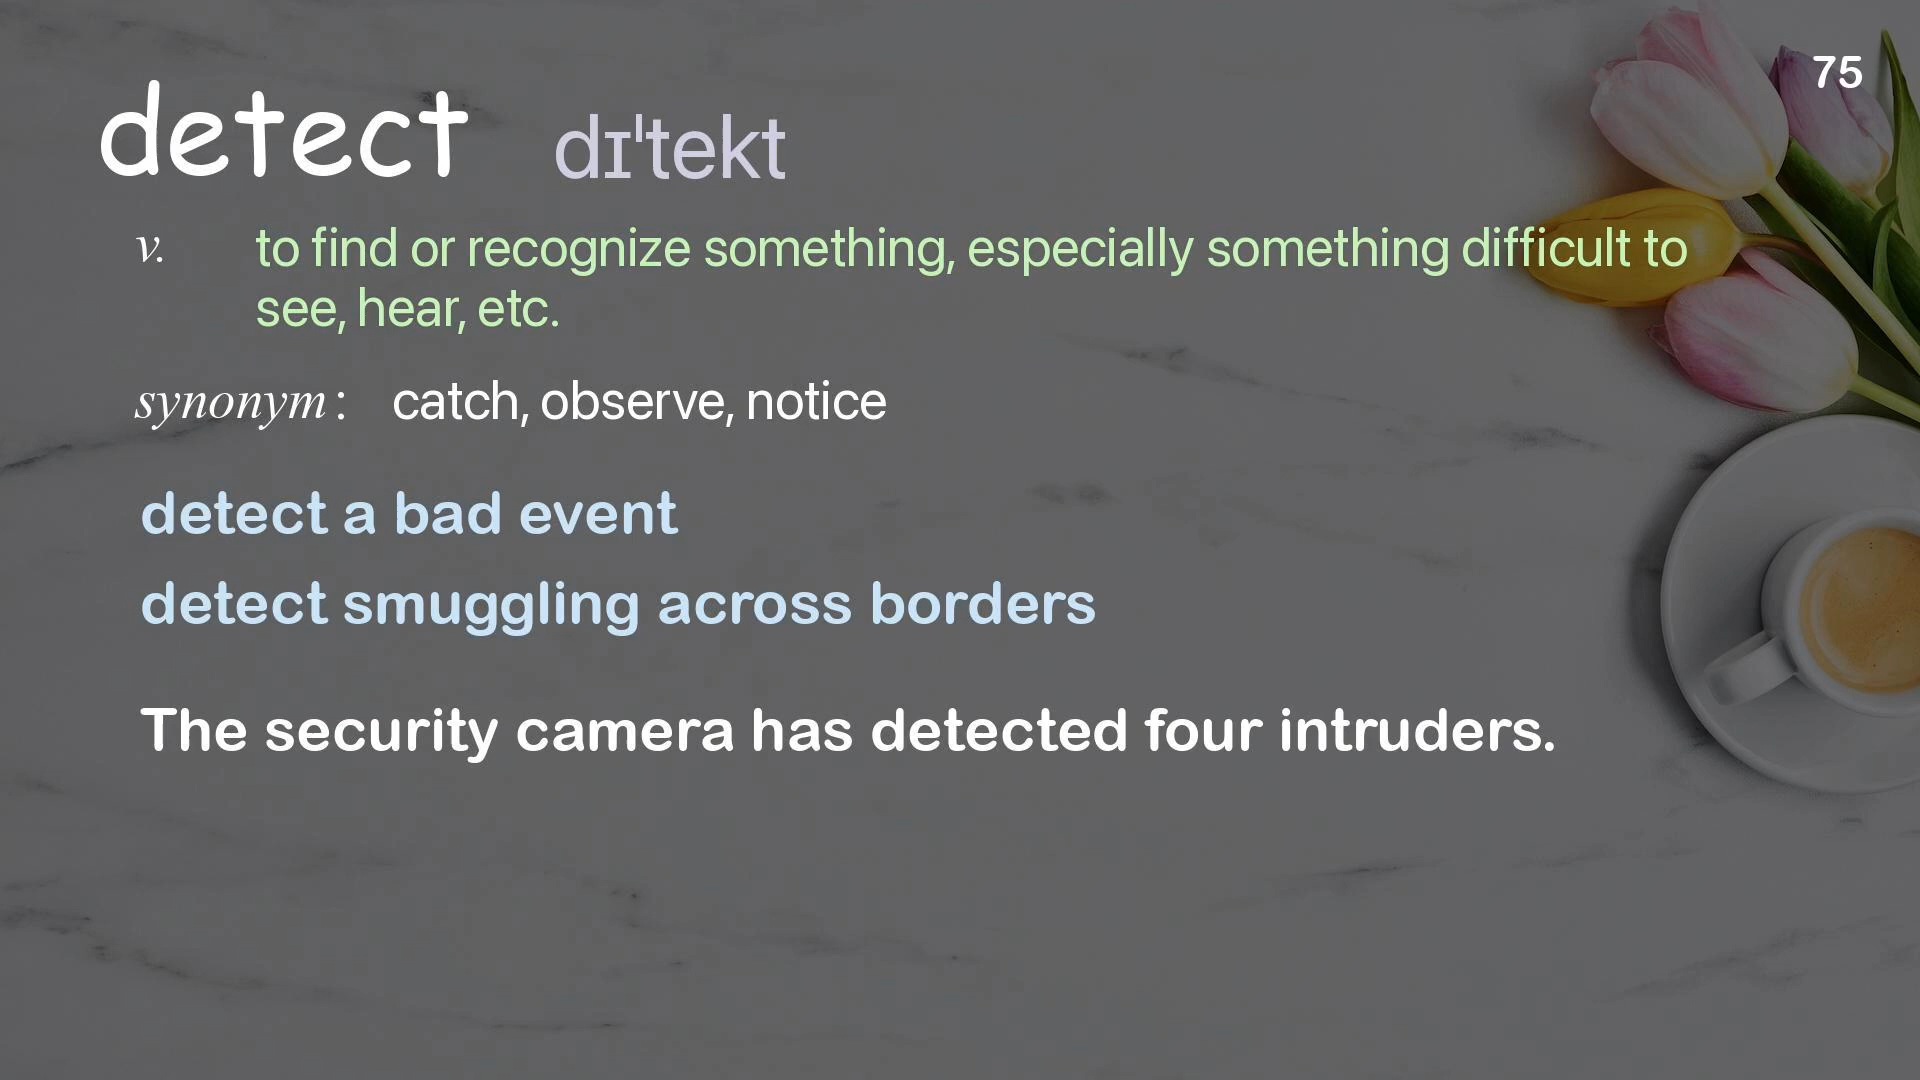 75
detect dɪˈtekt
v. to find or recognize something, especially something difficult to
see, hear, etc.
synonym : catch, observe, notice
detect a bad event
detect smuggling across borders
The security camera has detected four intruders.